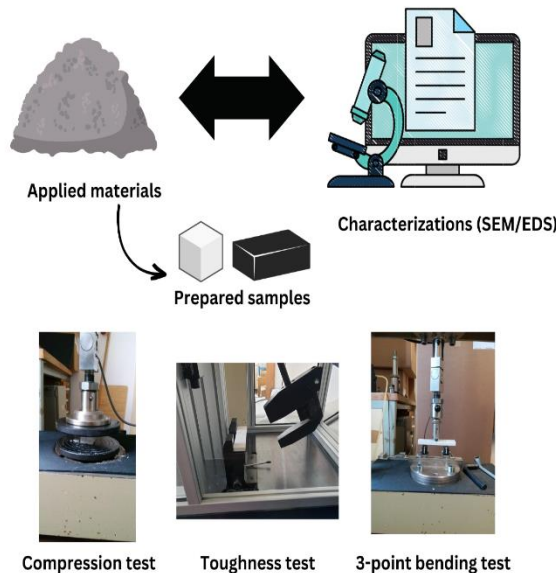 Applied materials
Characterizations (SEM/EDS)
Prepared samples
Compression test
Toughness test
3-point bending test